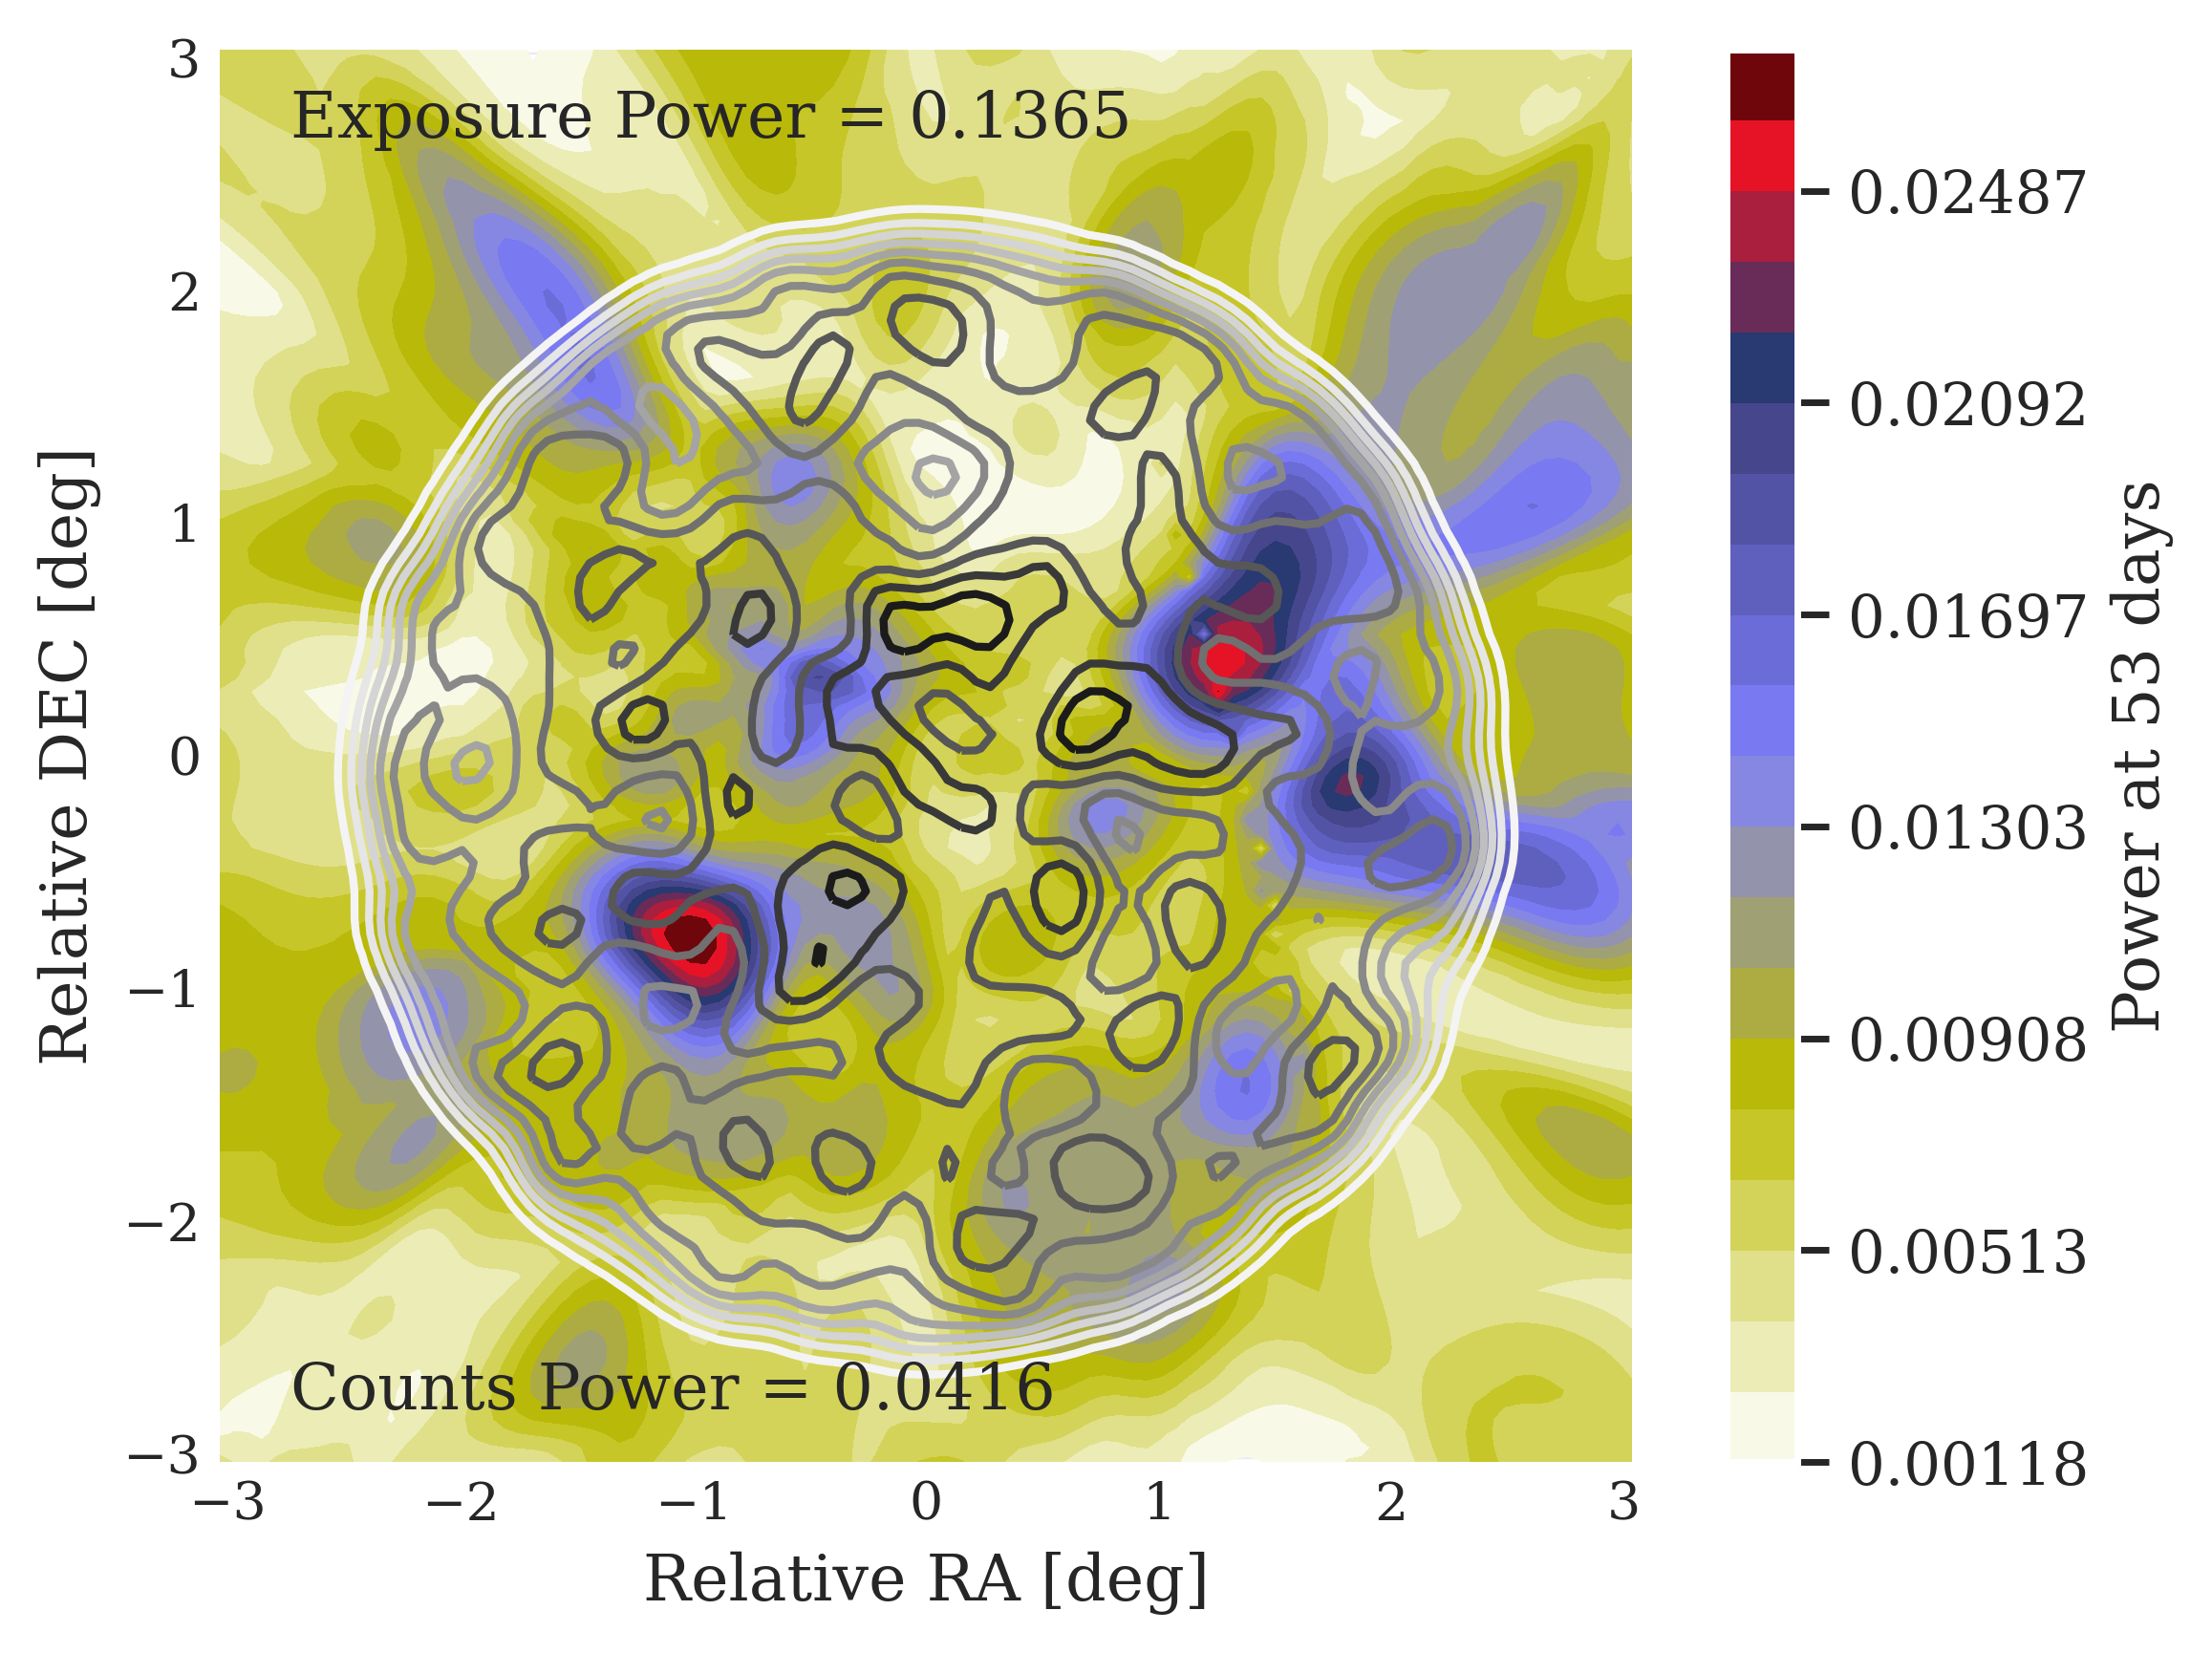 Exposure Power = 0.1365
Counts Power = 0.0416
3
2
1
0
−1
−2
−3
Relative DEC [deg]
−3 −2 −1 0 1 2 3
Relative RA [deg]
0.02487
0.02092
0.01697
0.01303
0.00908
0.00513
0.00118
Power at 53 days